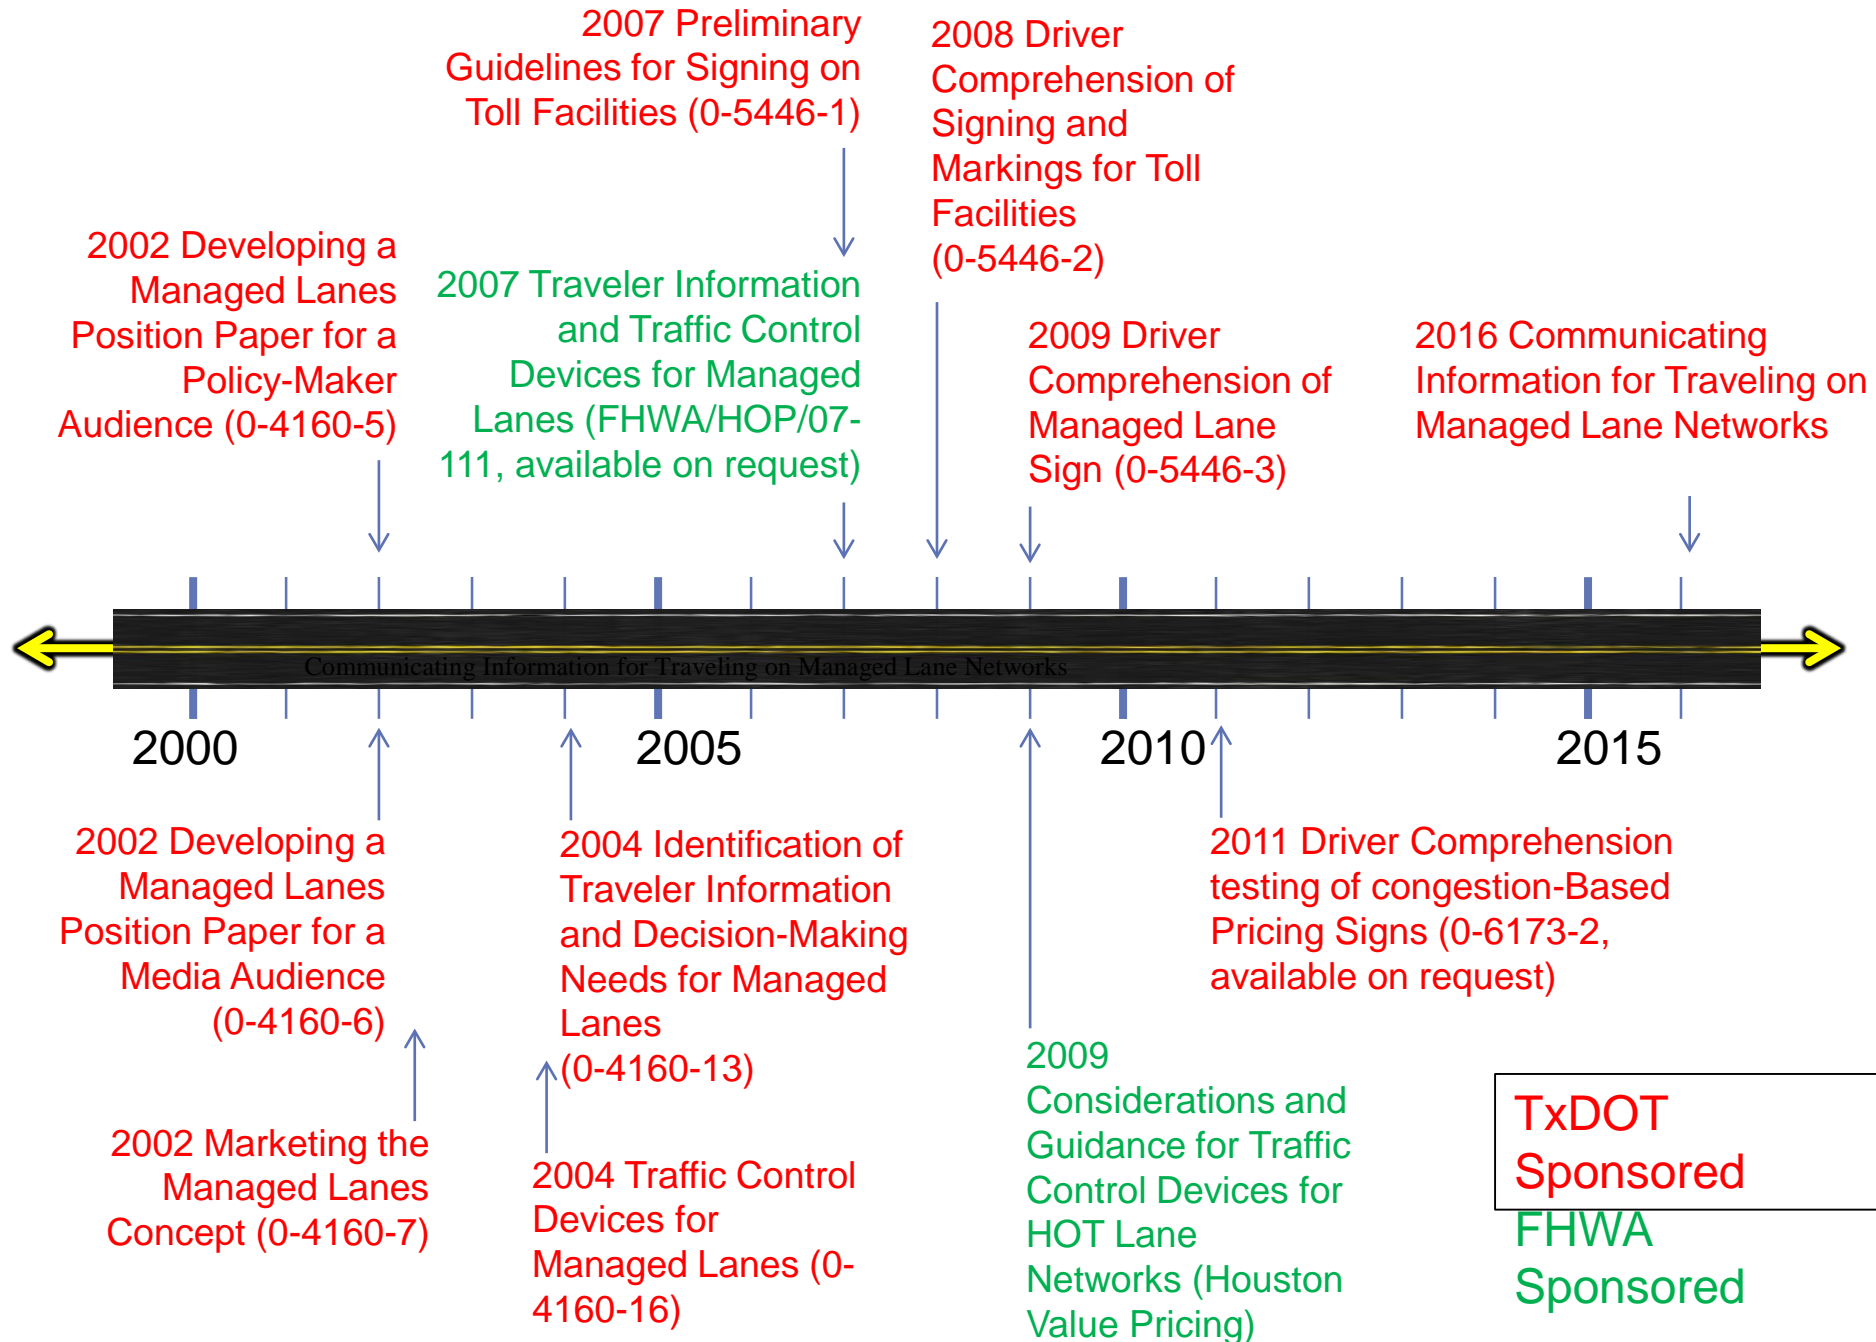 2007 Preliminary
Guidelines for Signing on
Toll Facilities (0-5446-1)
2008 Driver
Comprehension of
Signing and
Markings for Toll
Facilities
(0-5446-2)
2002 Developing a
Managed Lanes
Position Paper for a
Policy-Maker
Audience (0-4160-5)
2007 Traveler Information
and Traffic Control
Devices for Managed
Lanes (FHWA/HOP/07-
111, available on request)
2009 Driver
Comprehension of
Managed Lane
Sign (0-5446-3)
2016 Communicating
Information for Traveling on
Managed Lane Networks
Communicating Information for Traveling on Managed Lane Networks
2000
2005
2010
2015
2002 Developing a
Managed Lanes
Position Paper for a
Media Audience
(0-4160-6)
2004 Identification of
Traveler Information
and Decision-Making
Needs for Managed
Lanes
(0-4160-13)
2011 Driver Comprehension
testing of congestion-Based
Pricing Signs (0-6173-2,
available on request)
2002 Marketing the
Managed Lanes
Concept (0-4160-7)
2004 Traffic Control
Devices for
Managed Lanes (0-
4160-16)
2009
Considerations and
Guidance for Traffic
Control Devices for
HOT Lane
Networks (Houston
Value Pricing)
TxDOT
Sponsored
FHWA
Sponsored